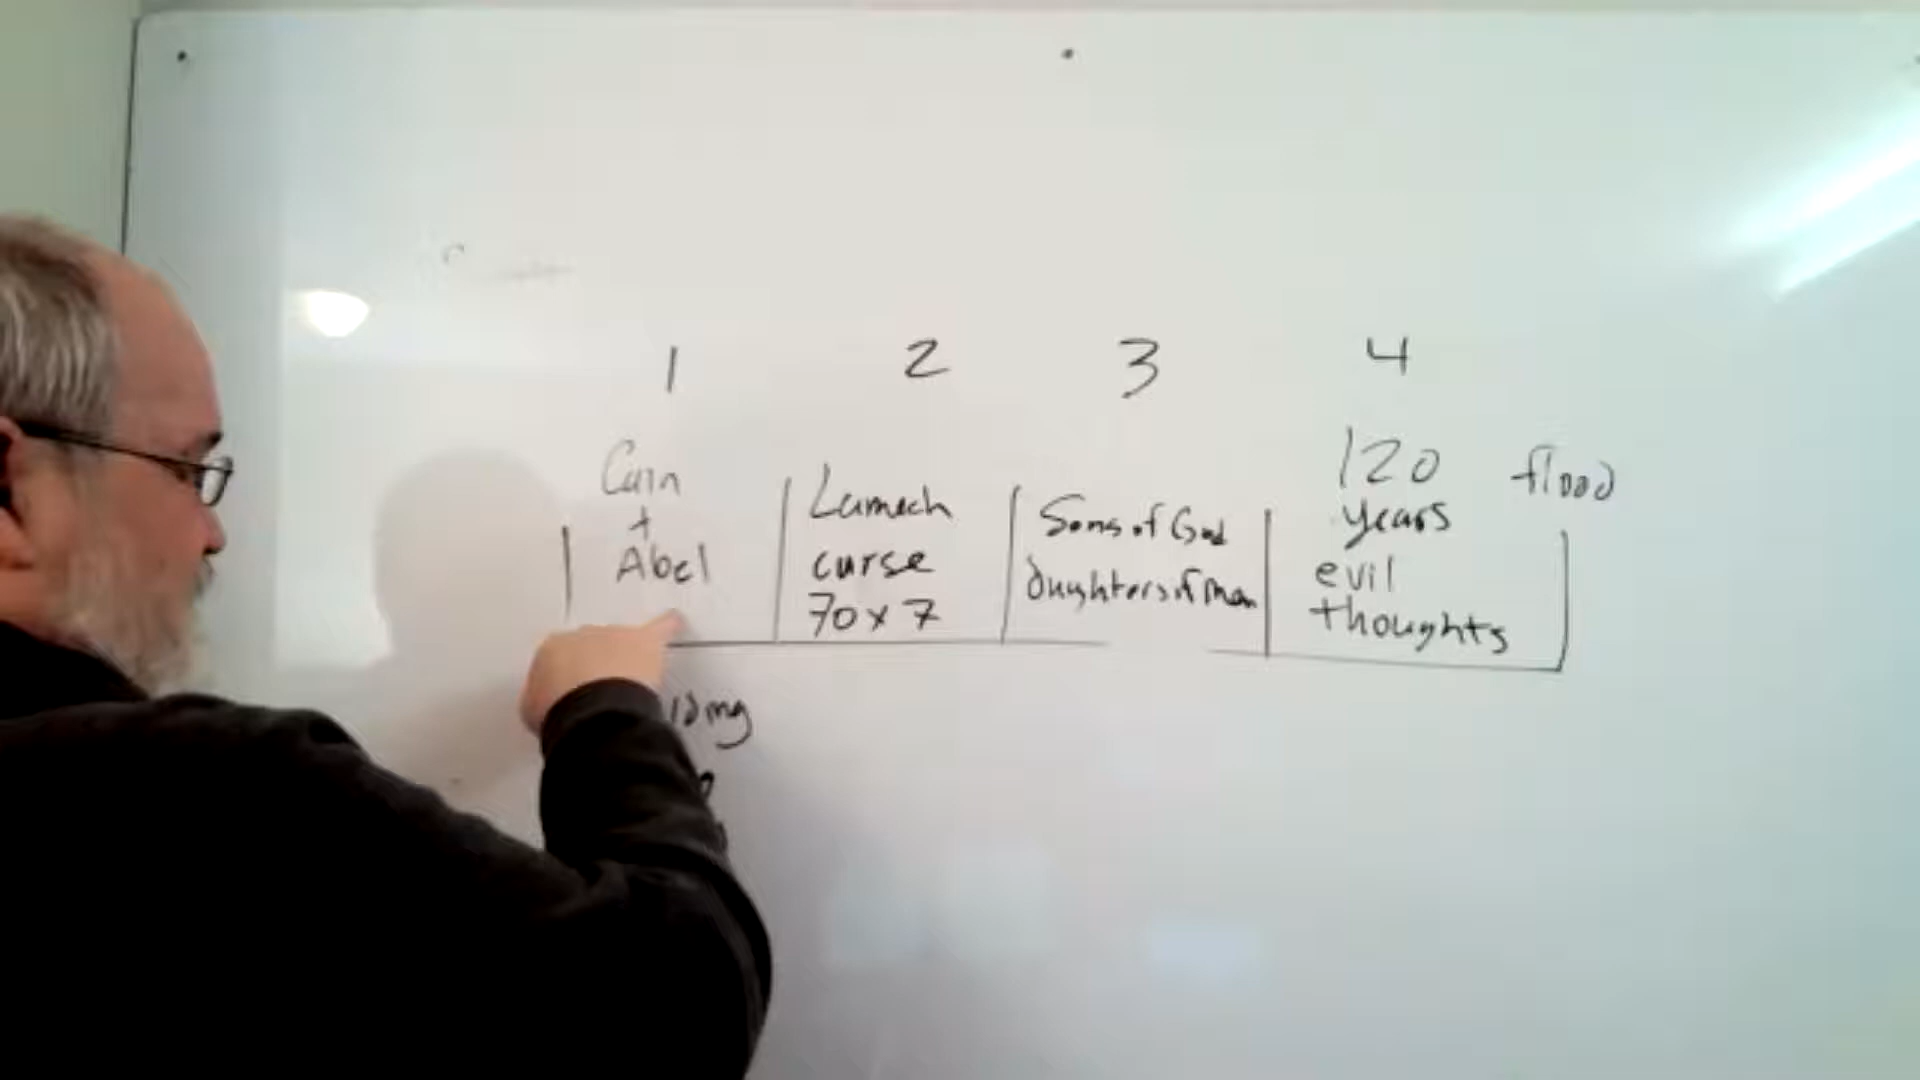 1 2 3 4
Cain
+
Abel
Lamech
curse
70 x 7
Sons of God
Daughters of Man
120
years
evil
thoughts
flood